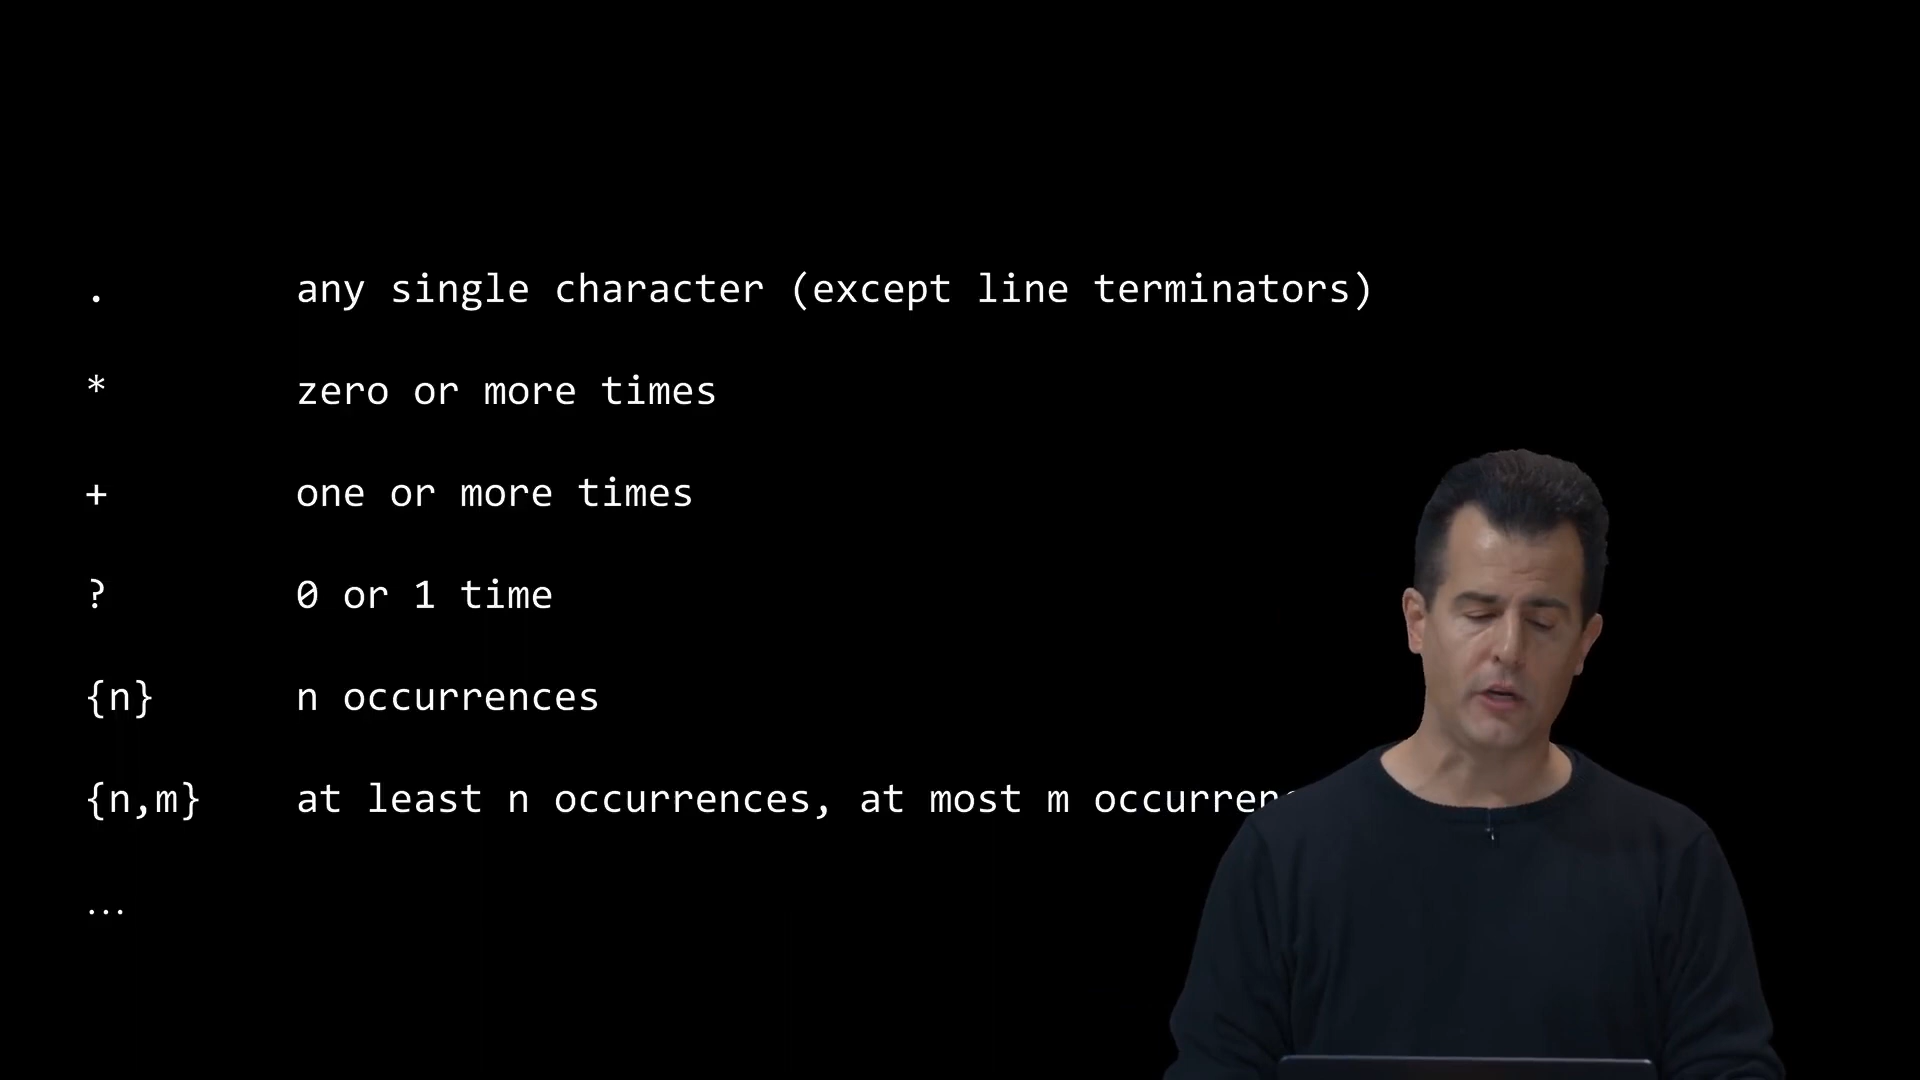 . any single character (except line terminators)
* zero or more times
+ one or more times
? 0 or 1 time
{n} n occurrences
{n,m} at least n occurrences, at most m
...